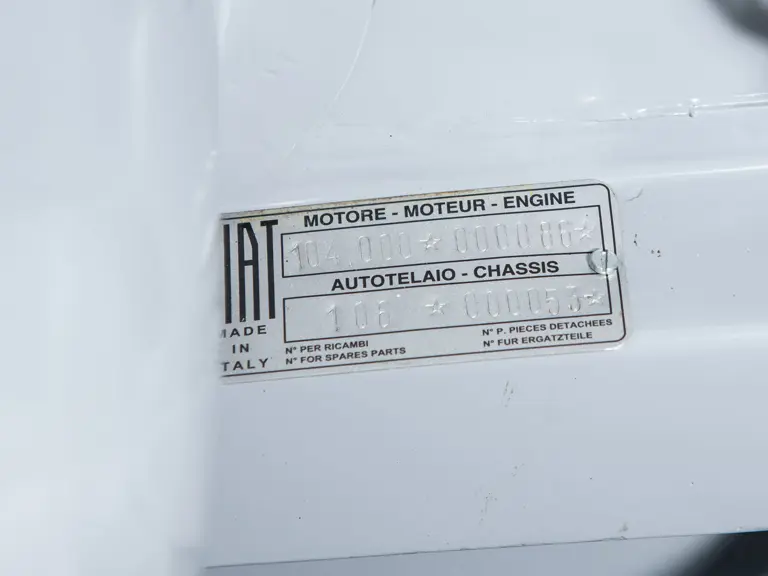 MOTORE - MOTEUR - ENGINE
104.000 ☆ 000086 ☆
AUTOTELAIO - CHASSIS
106 ☆ 000053 ☆
IAT
MADE
IN
TALY
N° PER RICAMBI
N° FOR SPARES PARTS
N° P. PIECES DETACHEES
N° FUR ERGATZTEILE